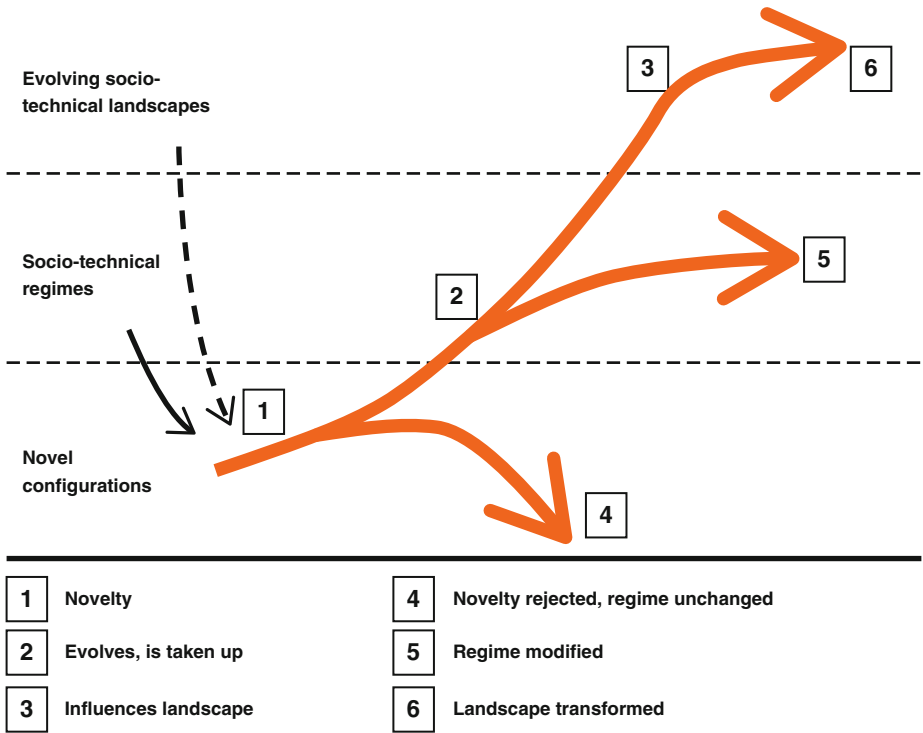 Evolving socio-
technical landscapes
3
6
Socio-technical
regimes
5
2
1
Novel
configurations
4
1 Novelty
4 Novelty rejected, regime unchanged
2 Evolves, is taken up
5 Regime modified
3 Influences landscape
6 Landscape transformed